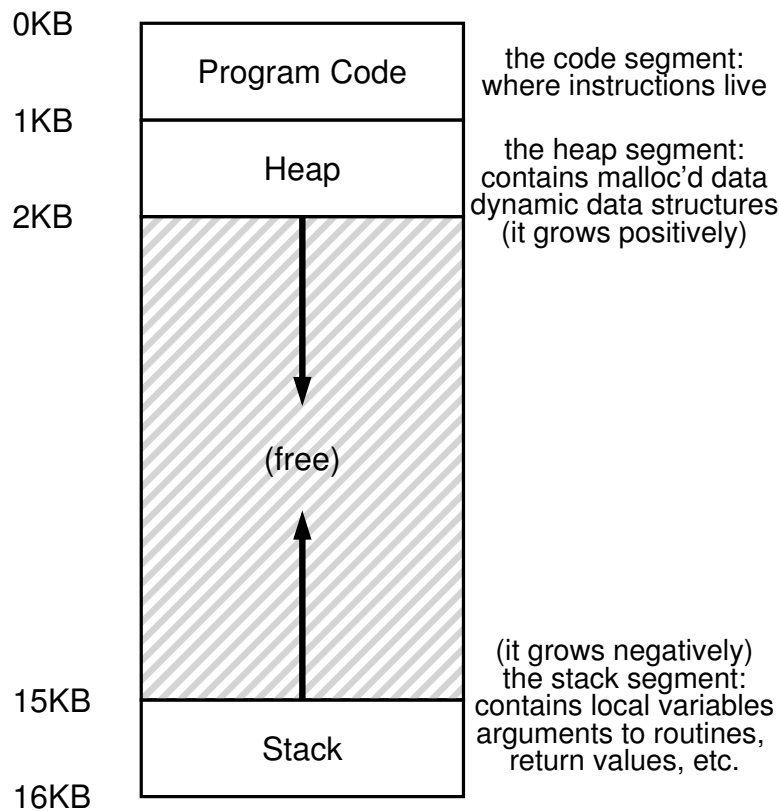 0KB
Program Code
the code segment:
where instructions live
1KB
Heap
the heap segment:
contains malloc'd data
dynamic data structures
(it grows positively)
2KB
(free)
(it grows negatively)
the stack segment:
contains local variables
arguments to routines,
return values, etc.
15KB
Stack
16KB